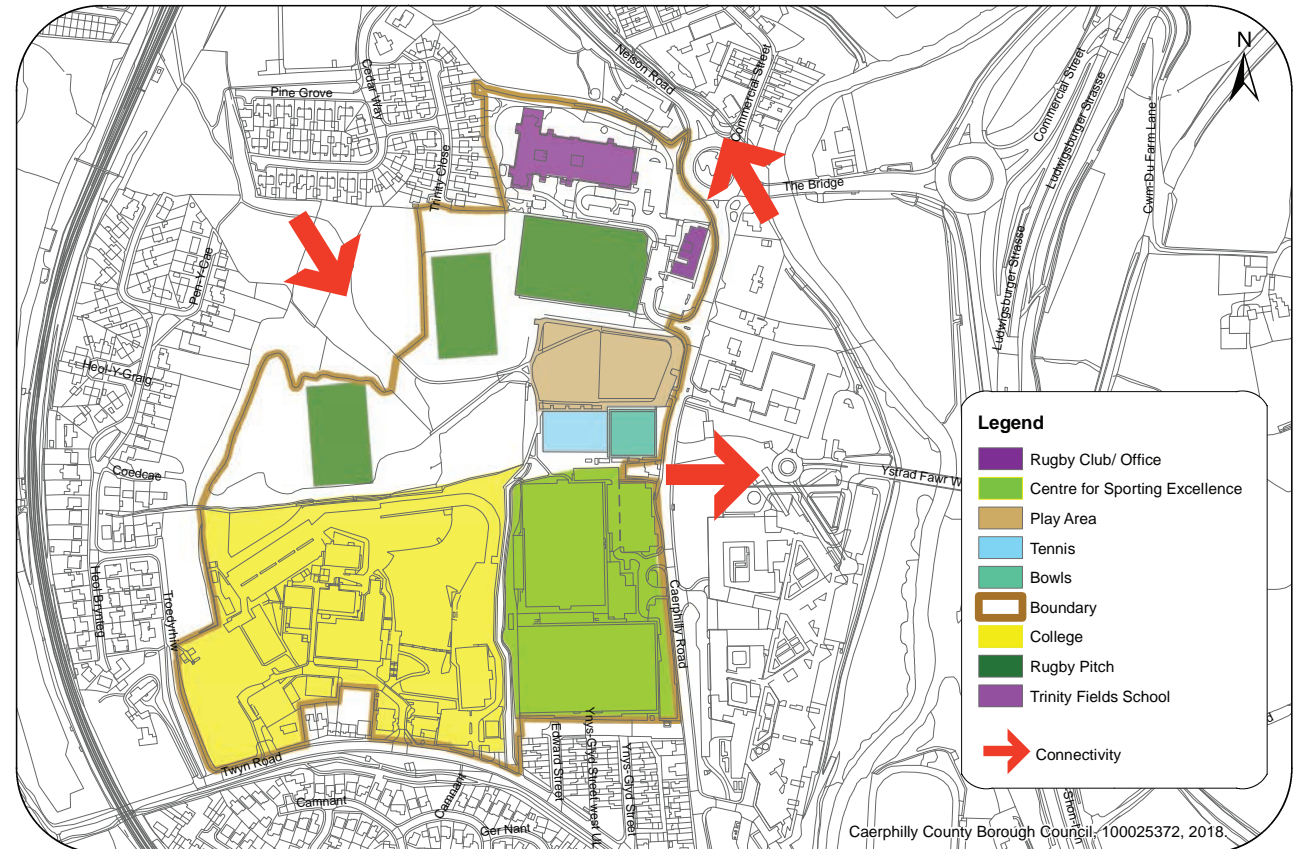 N
Nelson Road
Commercial Street
Cedar Way
Pine Grove
Trinity Close
The Bridge
Commercial Street
Ludwigsburger Strasse
Ludwigsburger Strasse
Cwm-Du Farm Lane
Pen-Y-Cae
Heol-Y-Graig
Coedcae
Heol Brynteg
Troedyrhiw
Ystrad Fawr W
Caerphilly Road
Twyn Road
Edward Street
Ynys-Glyd Street west
Ynys-Glyd Street
Camnant
Camnant
Ger Nant
Legend
Rugby Club/ Office
Centre for Sporting Excellence
Play Area
Tennis
Bowls
Boundary
College
Rugby Pitch
Trinity Fields School
Connectivity
Caerphilly County Borough Council, 100025372, 2018.